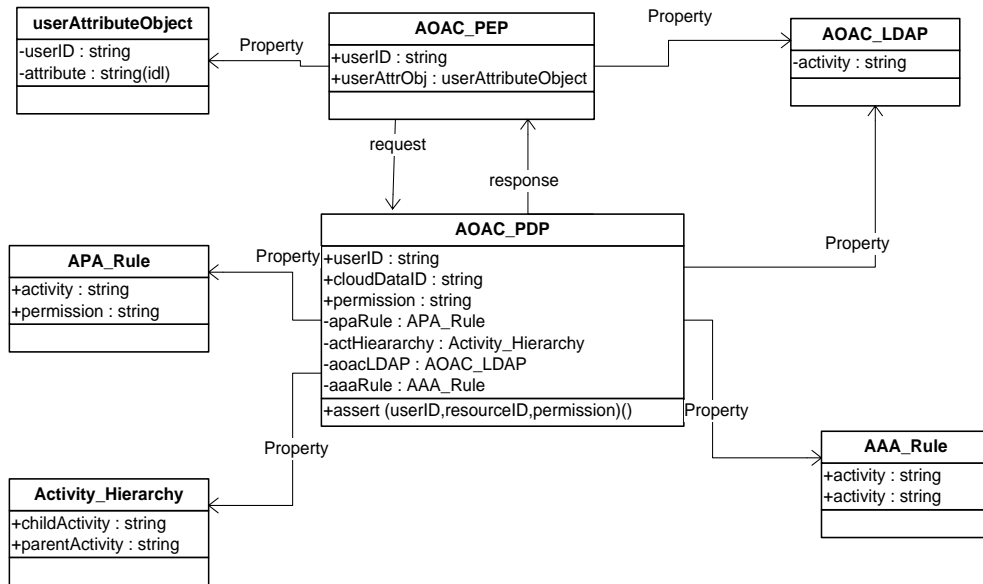 userAttributeObject
-userID : string
-attribute : string(idl)
Property
AOAC_PEP
+userID : string
+userAttrObj : userAttributeObject
Property
AOAC_LDAP
-activity : string
request
response
AOAC_PDP
+userID : string
+cloudDataID : string
+permission : string
-apaRule : APA_Rule
-actHieararchy : Activity_Hierarchy
-aoacLDAP : AOAC_LDAP
-aaaRule : AAA_Rule
+assert (userID,resourceID,permission)()
Property
APA_Rule
+activity : string
+permission : string
Property
Property
Property
Activity_Hierarchy
+childActivity : string
+parentActivity : string
AAA_Rule
+activity : string
+activity : string